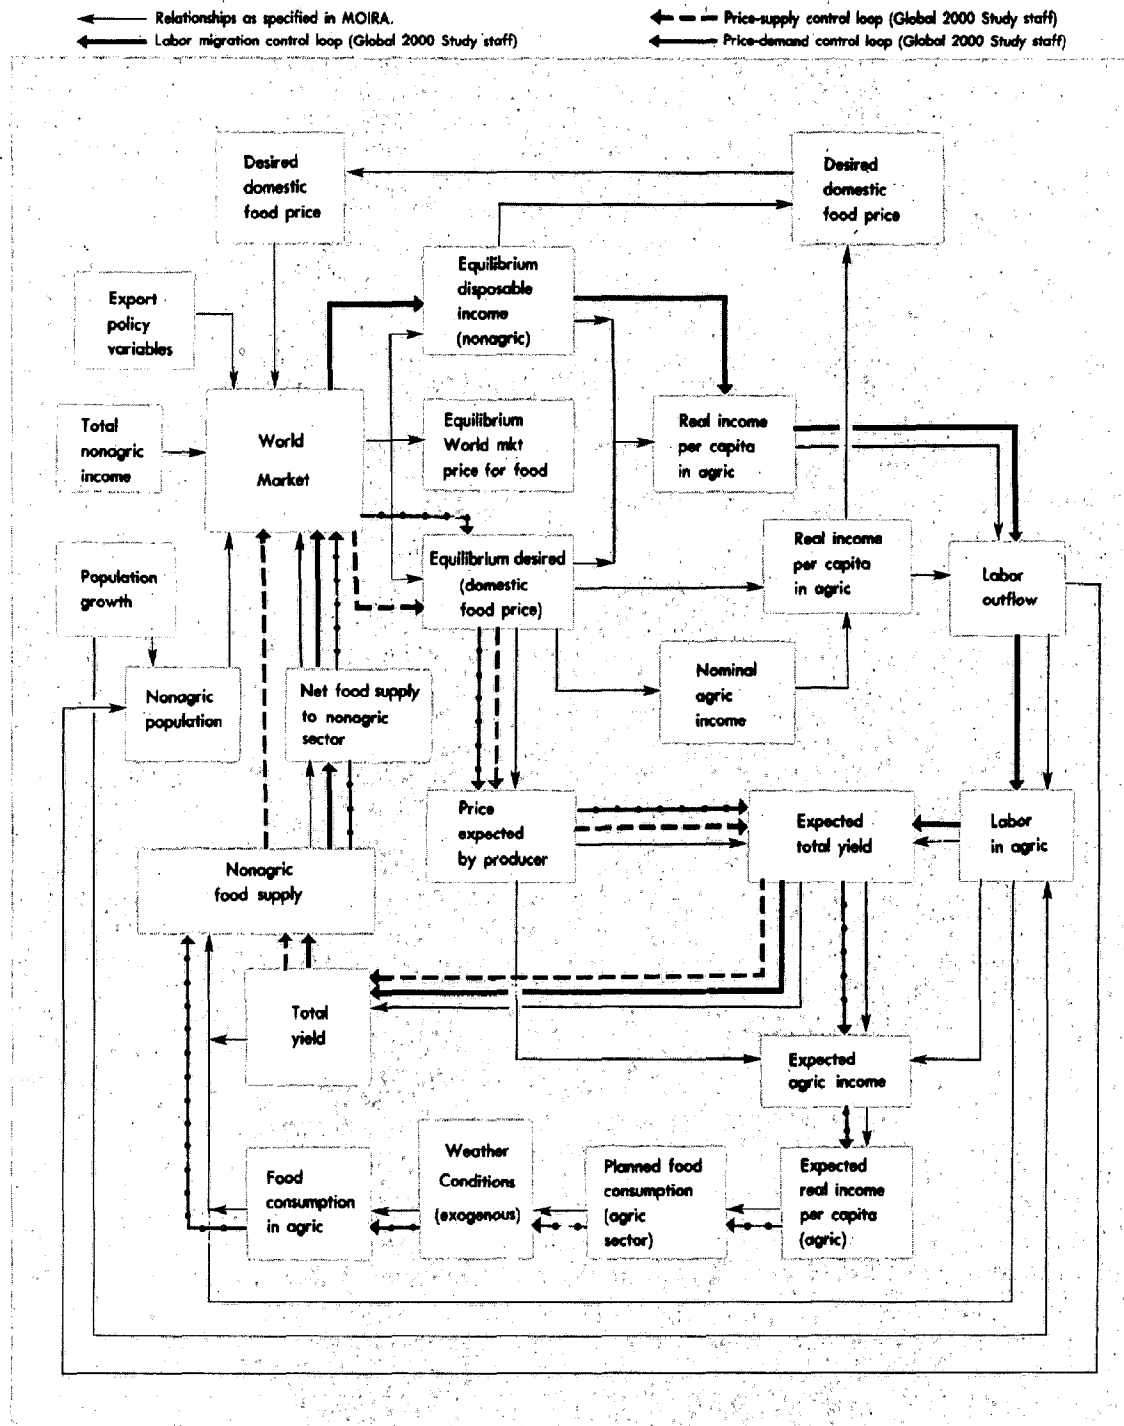 Relationships as specified in MOIRA.
Labor migration control loop (Global 2000 Study staff)
Price-supply control loop (Global 2000 Study staff)
Price-demand control loop (Global 2000 Study staff)
Desired
domestic
food price
Desired
domestic
food price
Export
policy
variables
Equilibrium
disposable
income
(nonagric)
Total
nonagric
income
World
Market
Equilibrium
World mkt
price for food
Real income
per capita
in agric
Population
growth
Equilibrium desired
(domestic
food price)
Real income
per capita
in agric
Labor
outflow
Nonagric
population
Net food supply
to nonagric
sector
Nominal
agric
income
Price
expected
by producer
Expected
total yield
Labor
in agric
Nonagric
food supply
Total
yield
Expected
agric income
Food
consumption
in agric
Weather
Conditions
(exogenous)
Planned food
consumption
(agric
sector)
Expected
real income
per capita
(agric)